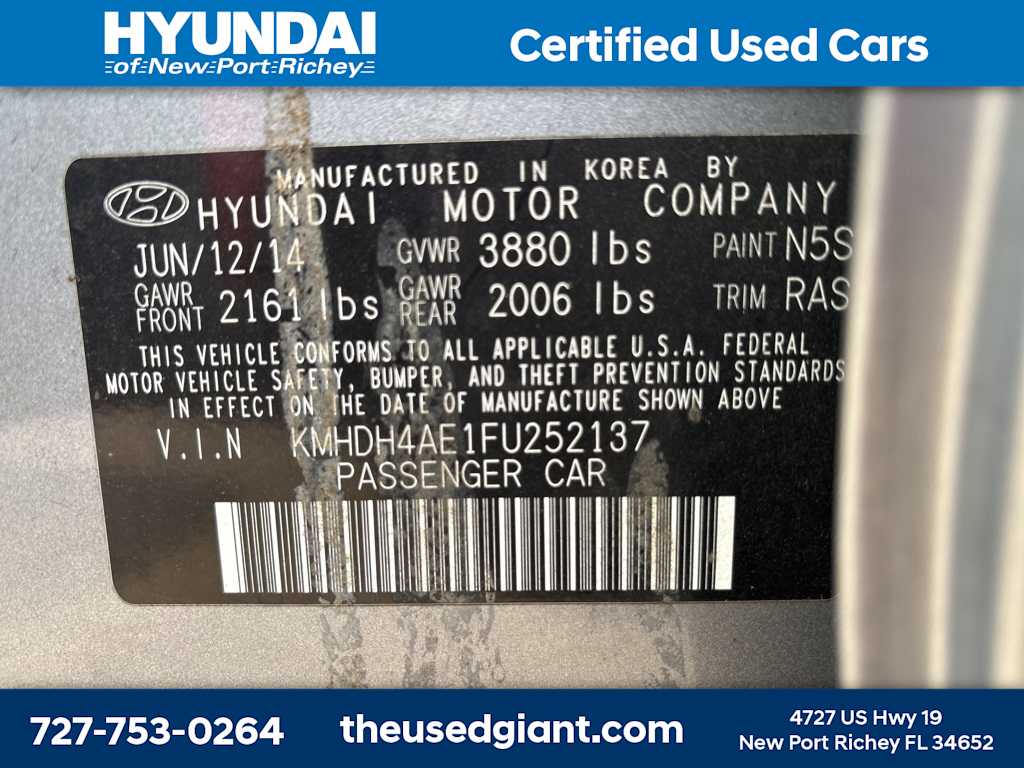 HYUNDAI
of New Port Richey
Certified Used Cars
MANUFACTURED IN KOREA BY
HYUNDAI MOTOR COMPANY
JUN/12/14 GVWR 3880 lbs PAINT N5S
GAWR FRONT 2161 lbs GAWR REAR 2006 lbs TRIM RAS
THIS VEHICLE CONFORMS TO ALL APPLICABLE U.S.A. FEDERAL
MOTOR VEHICLE SAFETY, BUMPER, AND THEFT PREVENTION STANDARDS
IN EFFECT ON THE DATE OF MANUFACTURE SHOWN ABOVE
V.I.N KMHDH4AE1FU252137
PASSENGER CAR
727-753-0264
theusedgiant.com
4727 US Hwy 19
New Port Richey FL 34652